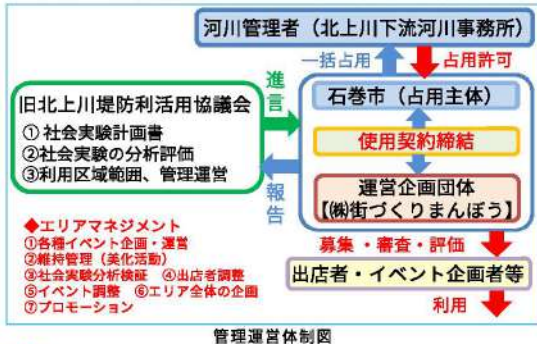 河川管理者（北上川下流河川事務所）
一括占用
占用許可
旧北上川堤防利活用協議会
① 社会実験計画書
②社会実験の分析評価
③利用区域範囲、管理運営
進言
報告
石巻市（占用主体）
使用契約締結
運営企画団体
【㈱街づくりまんぼう】
募集・審査・評価
出店者・イベント企画者等
利用
◆エリアマネジメント
①各種イベント企画・運営
②維持管理（美化活動）
③社会実験分析検証　④出店者調整
⑤イベント調整　⑥エリア全体の企画
⑦プロモーション
管理運営体制図